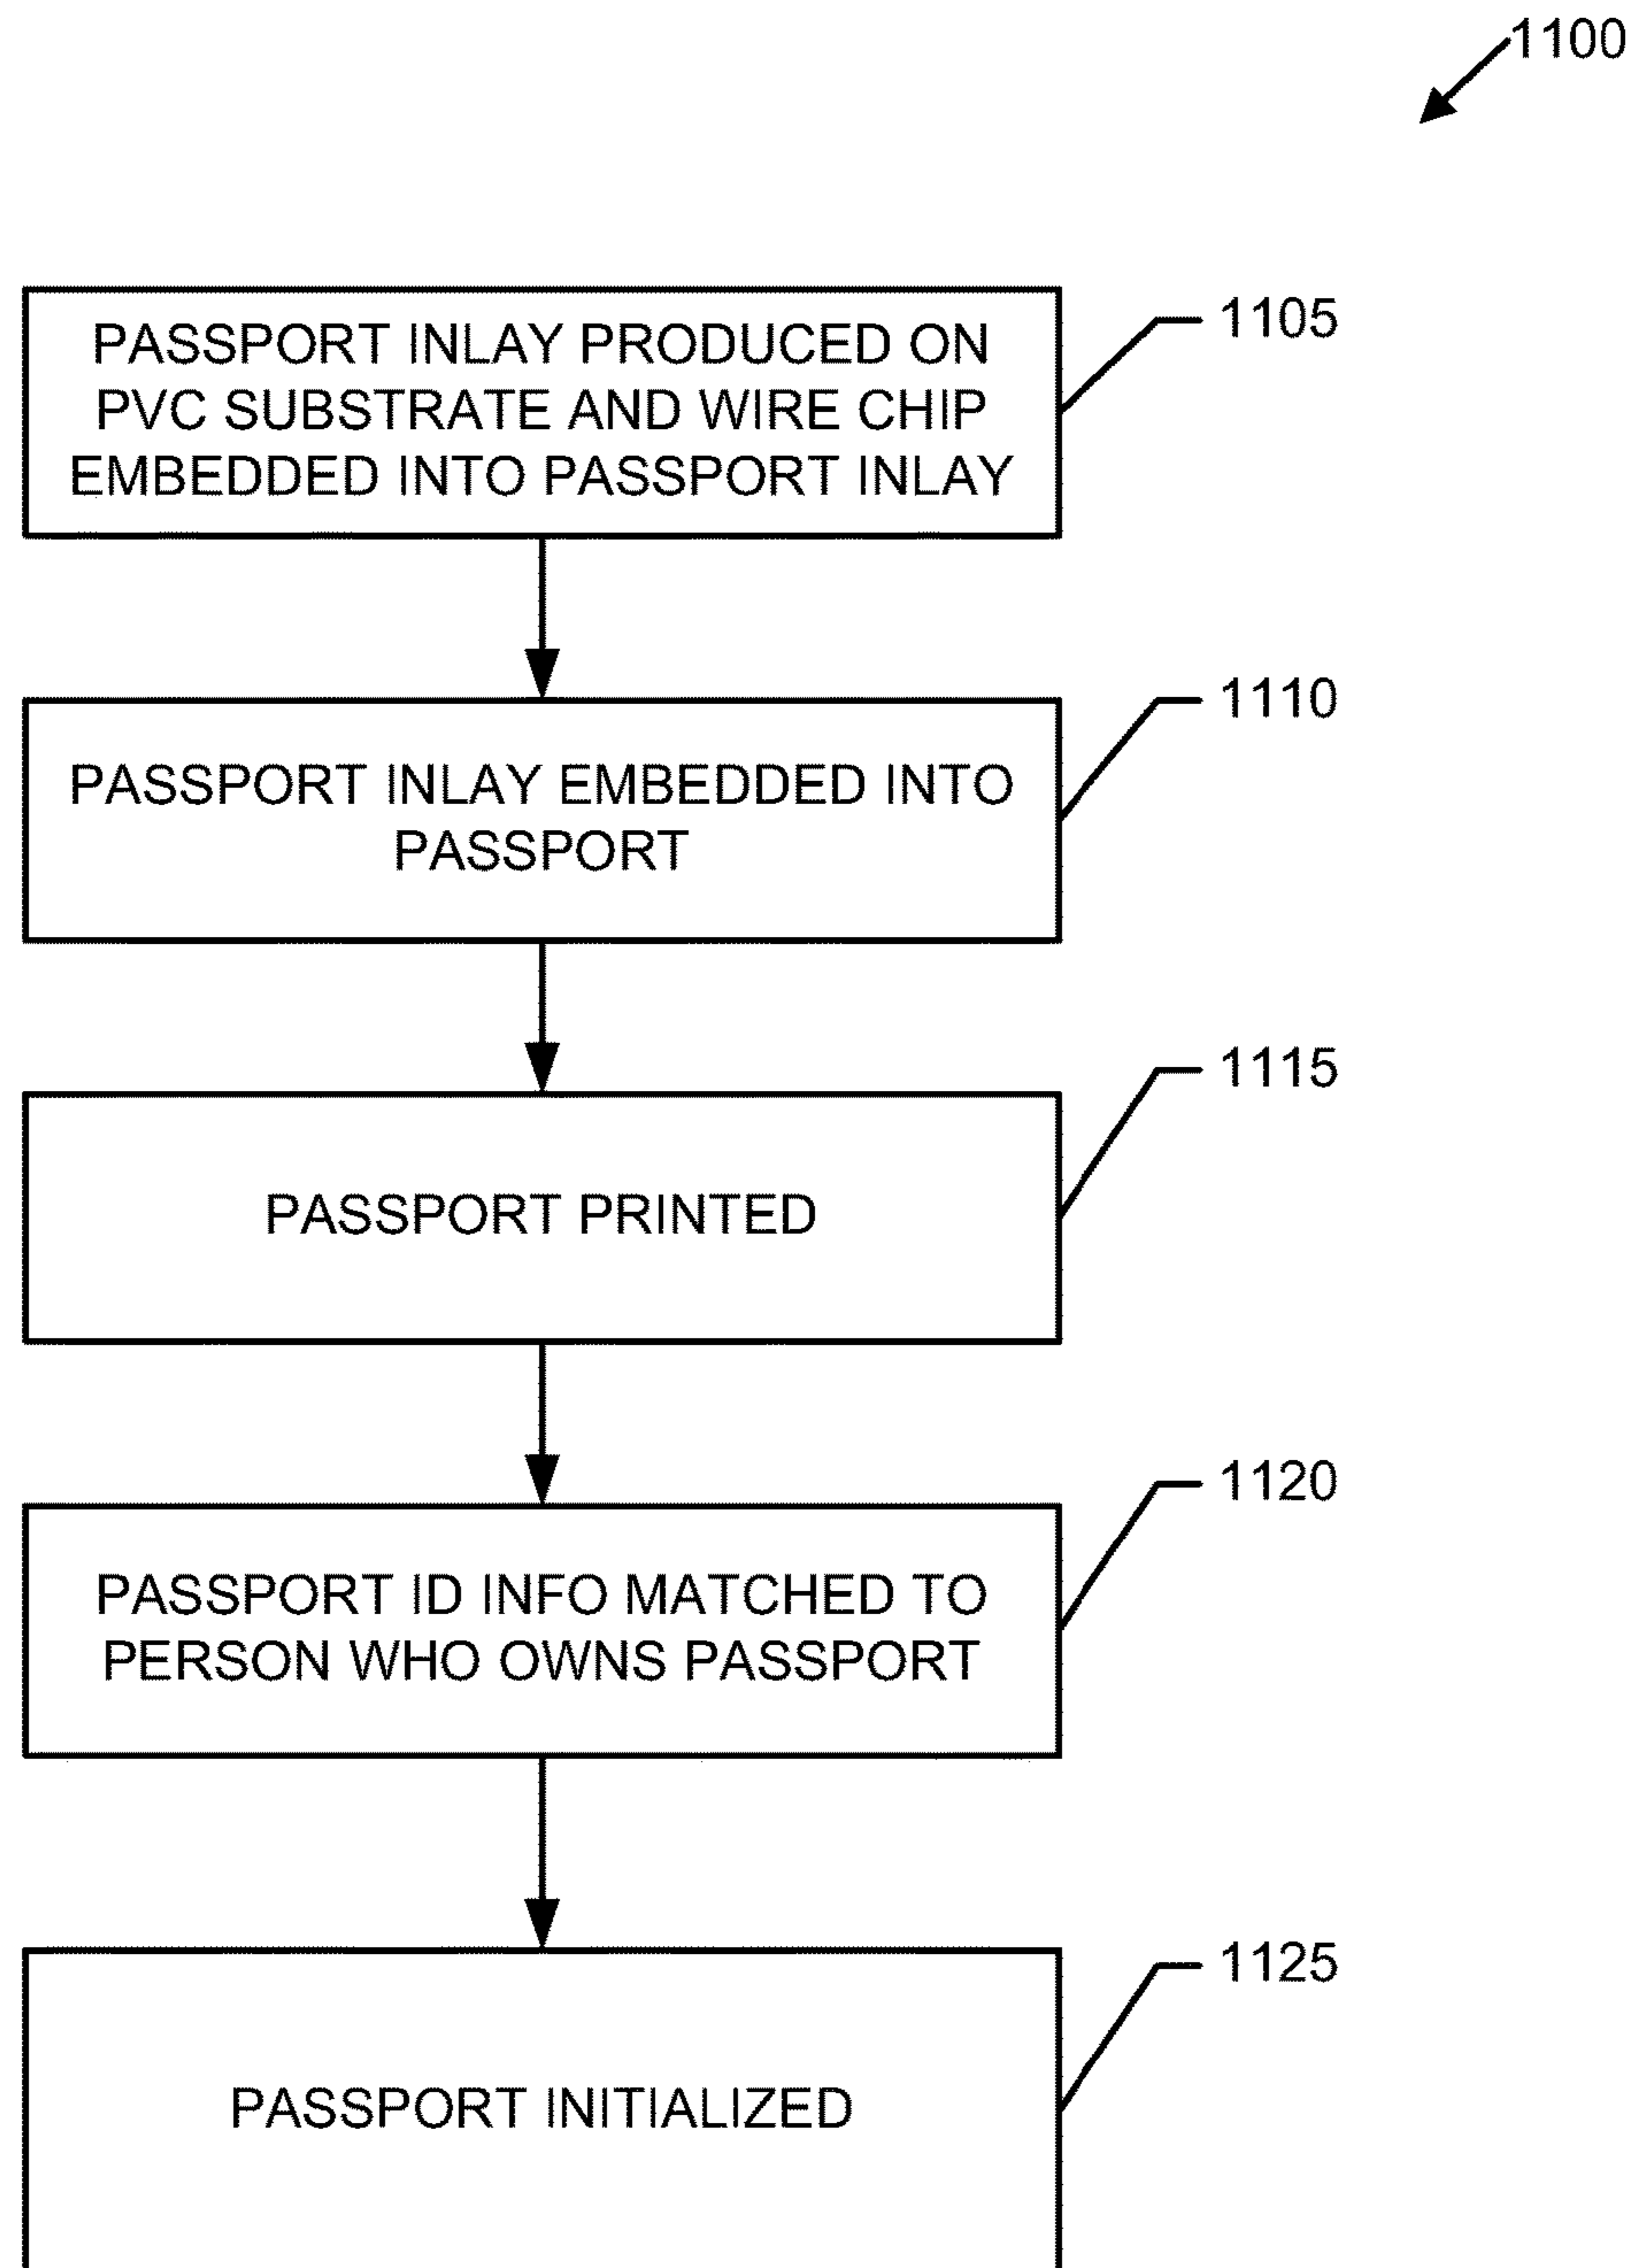 1100
PASSPORT INLAY PRODUCED ON
PVC SUBSTRATE AND WIRE CHIP
EMBEDDED INTO PASSPORT INLAY
1105
PASSPORT INLAY EMBEDDED INTO
PASSPORT
1110
PASSPORT PRINTED
1115
PASSPORT ID INFO MATCHED TO
PERSON WHO OWNS PASSPORT
1120
PASSPORT INITIALIZED
1125